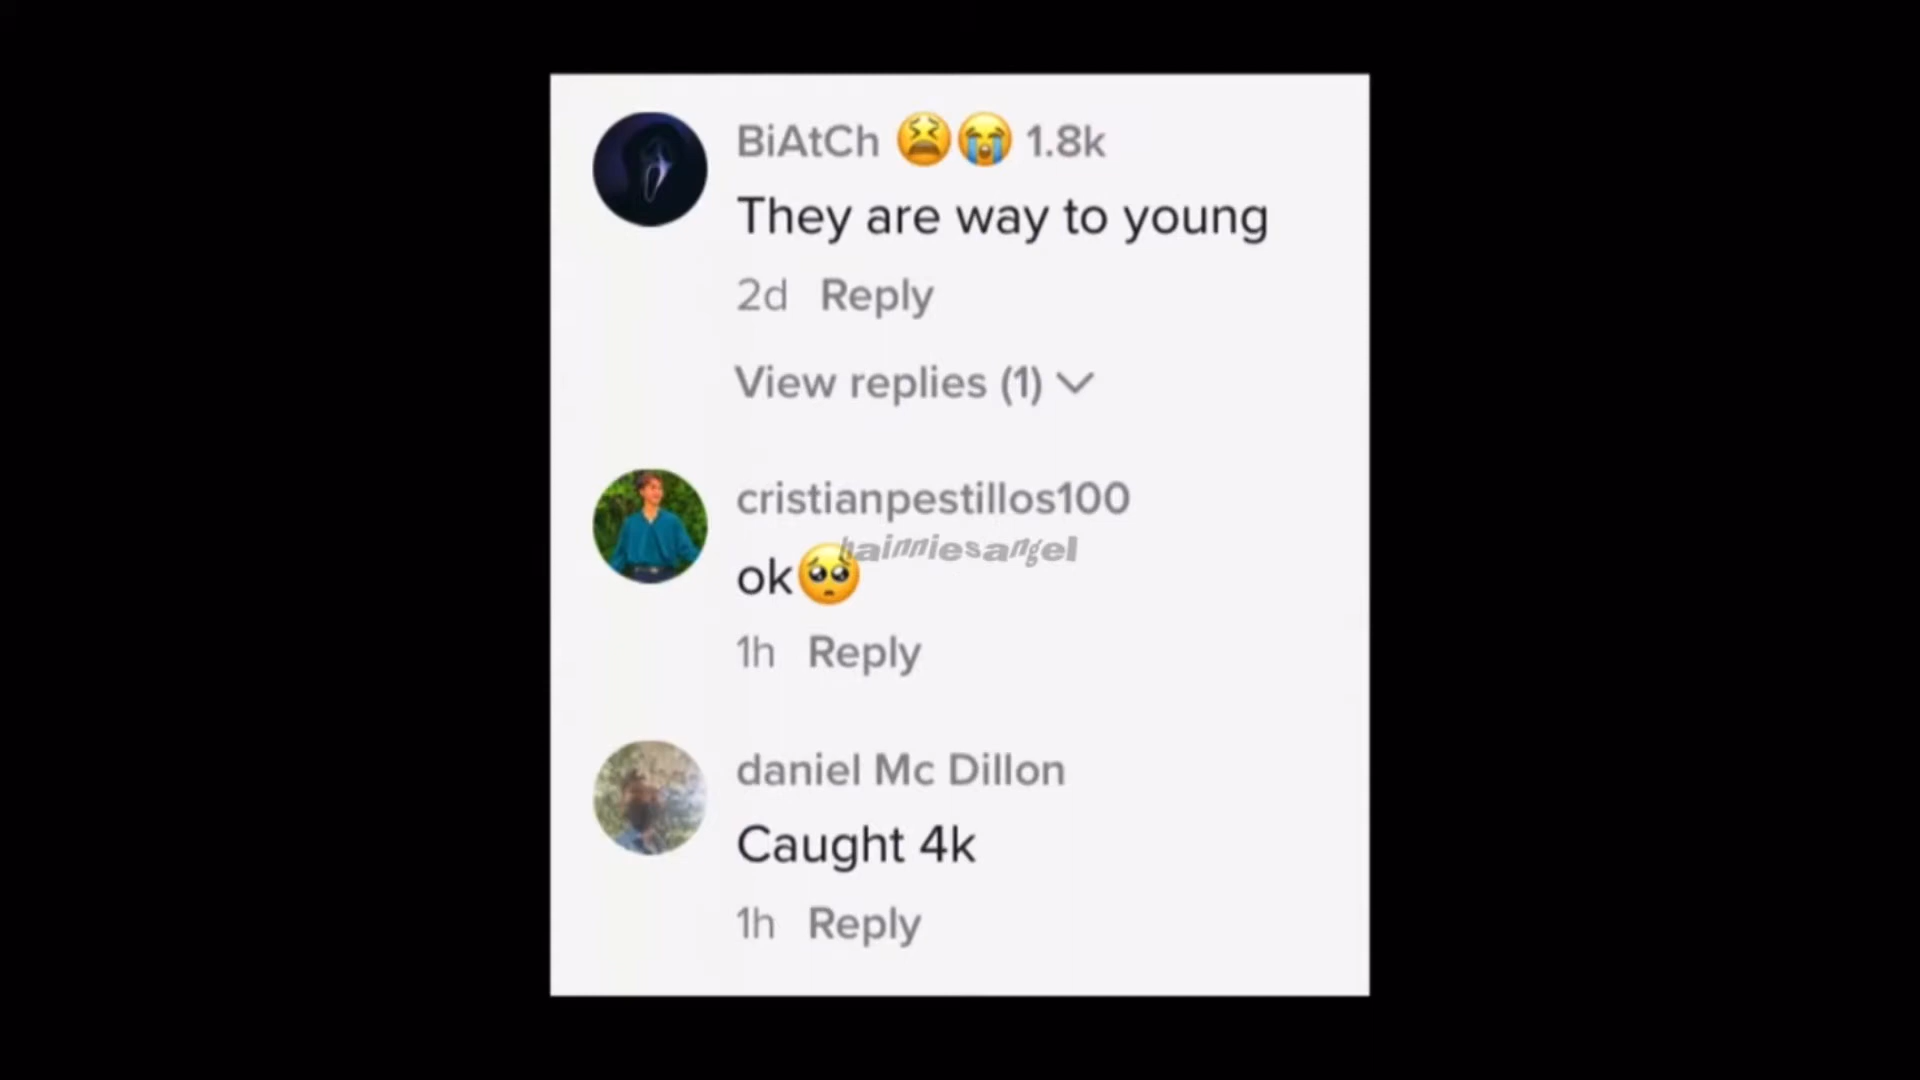 BiAtCh 😫😭 1.8k
They are way to young
2d Reply
View replies (1)
cristianpestillos100
hainniesangel
ok🥺
1h Reply
daniel Mc Dillon
Caught 4k
1h Reply